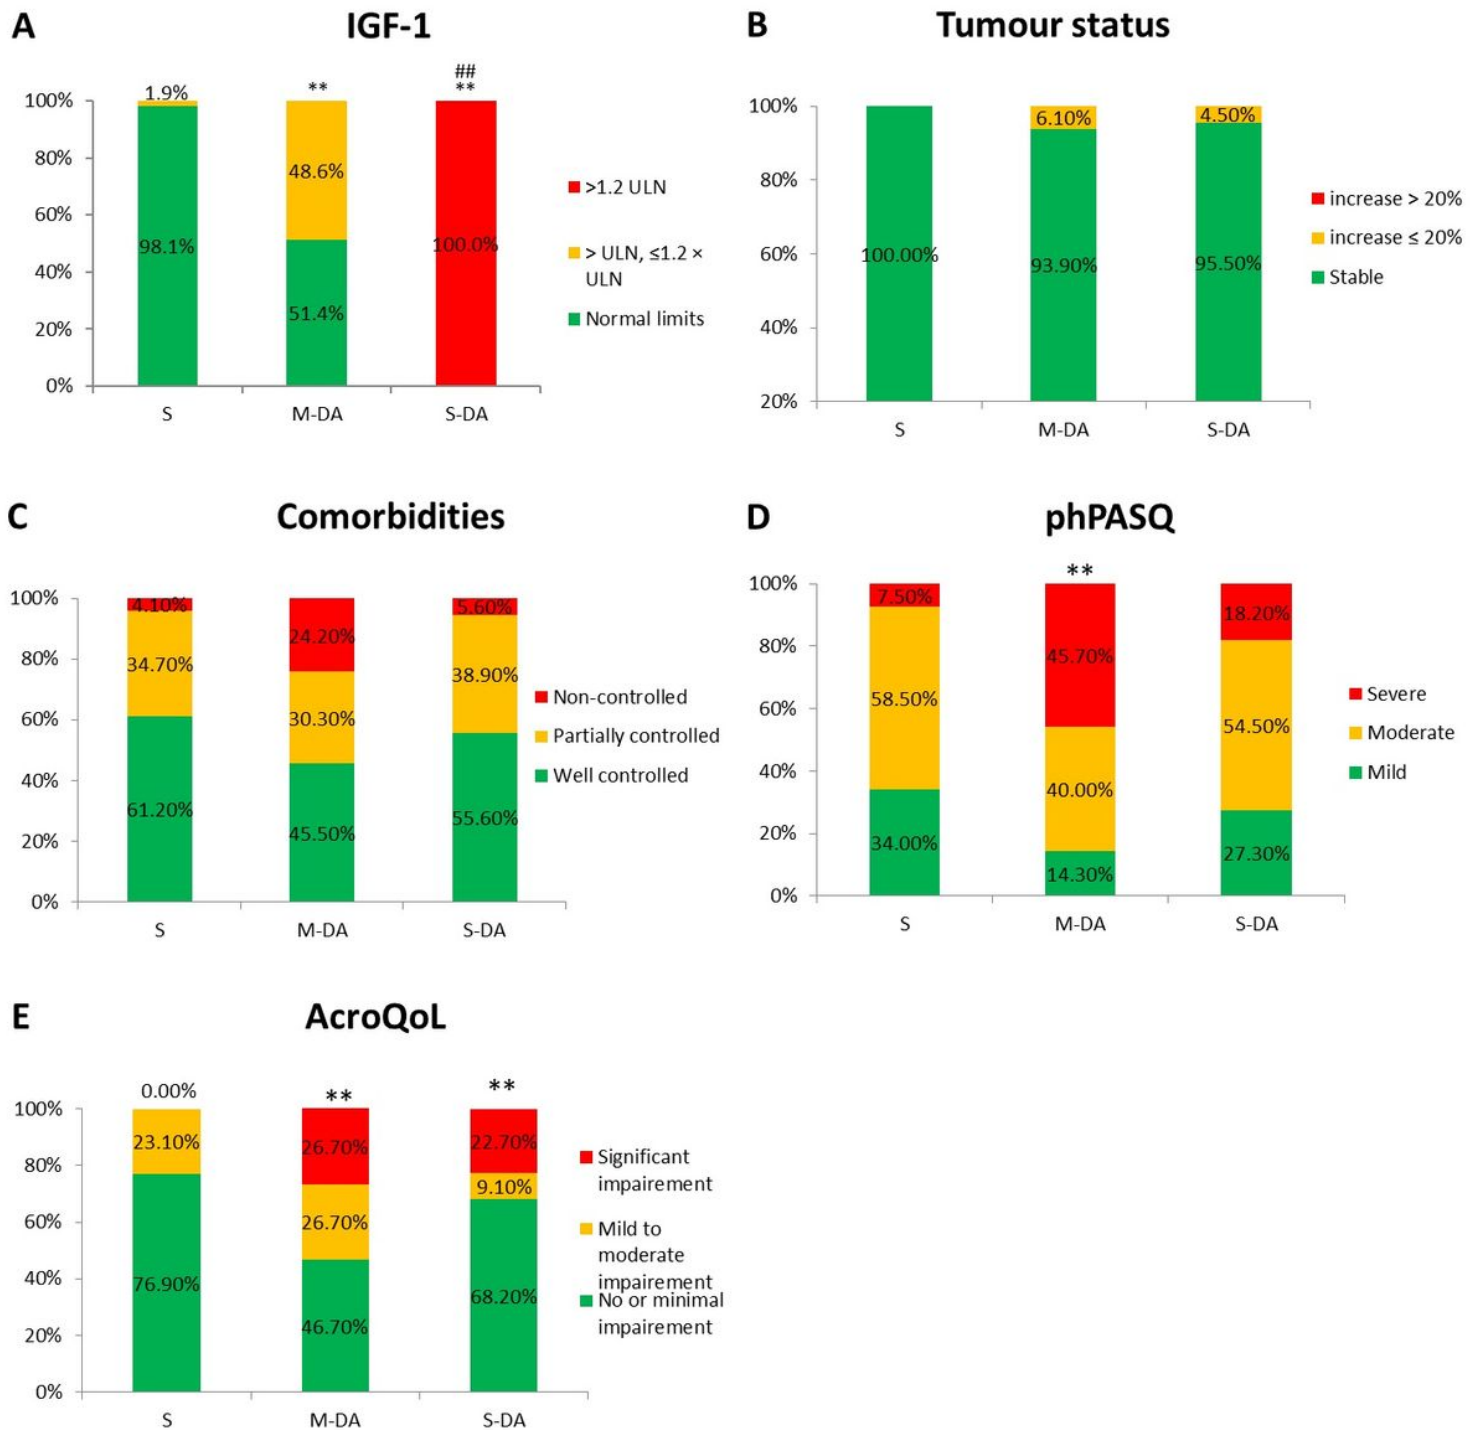 A
IGF-1
##
1.9%
**
**
100%
80%
60%
40%
20%
0%
98.1%
48.6%
51.4%
100.0%
>1.2 ULN
> ULN, ≤1.2 ×
ULN
Normal limits
S
M-DA
S-DA
B
Tumour status
100%
80%
60%
40%
20%
100.00%
6.10%
93.90%
4.50%
95.50%
increase > 20%
increase ≤ 20%
Stable
S
M-DA
S-DA
C
Comorbidities
100%
80%
60%
40%
20%
0%
4.10%
34.70%
61.20%
24.20%
30.30%
45.50%
5.60%
38.90%
55.60%
Non-controlled
Partially controlled
Well controlled
S
M-DA
S-DA
D
phPASQ
**
100%
80%
60%
40%
20%
0%
7.50%
58.50%
34.00%
45.70%
40.00%
14.30%
18.20%
54.50%
27.30%
Severe
Moderate
Mild
S
M-DA
S-DA
E
AcroQoL
0.00%
**
**
100%
80%
60%
40%
20%
0%
23.10%
76.90%
26.70%
26.70%
46.70%
22.70%
9.10%
68.20%
Significant
impairement
Mild to
moderate
impairement
No or minimal
impairement
S
M-DA
S-DA